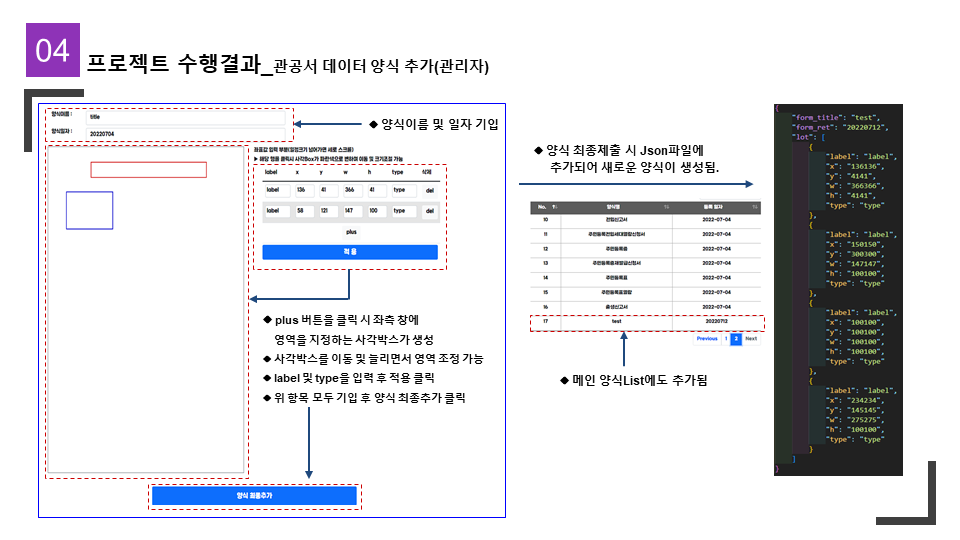 04
프로젝트 수행결과_관공서 데이터 양식 추가(관리자)
양식이름 :
title
양식일자 :
20220704
◆ 양식이름 및 일자 기입
좌표값 입력 부분(일정크기 넘어가면 세로 스크롤)
▶ 해당 행을 클릭시 사각Box가 파란색으로 변하며 이동 및 크기조정 가능
label x y w h type 삭제
label 136 41 366 41 type del
label 58 121 147 100 type del
plus
적 용
◆ plus 버튼을 클릭 시 좌측 창에
영역을 지정하는 사각박스가 생성
◆ 사각박스를 이동 및 늘리면서 영역 조정 가능
◆ label 및 type을 입력 후 적용 클릭
◆ 위 항목 모두 기입 후 양식 최종추가 클릭
양식 최종추가
◆ 양식 최종제출 시 Json파일에
추가되어 새로운 양식이 생성됨.
No. 양식명 등록 일자
10 전입신고서 2022-07-04
11 주민등록전입세대열람신청서 2022-07-04
12 주민등록증 2022-07-04
13 주민등록증재발급신청서 2022-07-04
14 주민등록표 2022-07-04
15 주민등록표열람 2022-07-04
16 출생신고서 2022-07-04
17 test 20220712
Previous 1 2 Next
◆ 메인 양식List에도 추가됨
{
"form_title": "test",
"form_ret": "20220712",
"lot": [
{
"label": "label",
"x": "136136",
"y": "4141",
"w": "366366",
"h": "4141",
"type": "type"
},
{
"label": "label",
"x": "150150",
"y": "300300",
"w": "147147",
"h": "100100",
"type": "type"
},
{
"label": "label",
"x": "100100",
"y": "100100",
"w": "100100",
"h": "100100",
"type": "type"
},
{
"label": "label",
"x": "234234",
"y": "145145",
"w": "275275",
"h": "100100",
"type": "type"
}
]
}